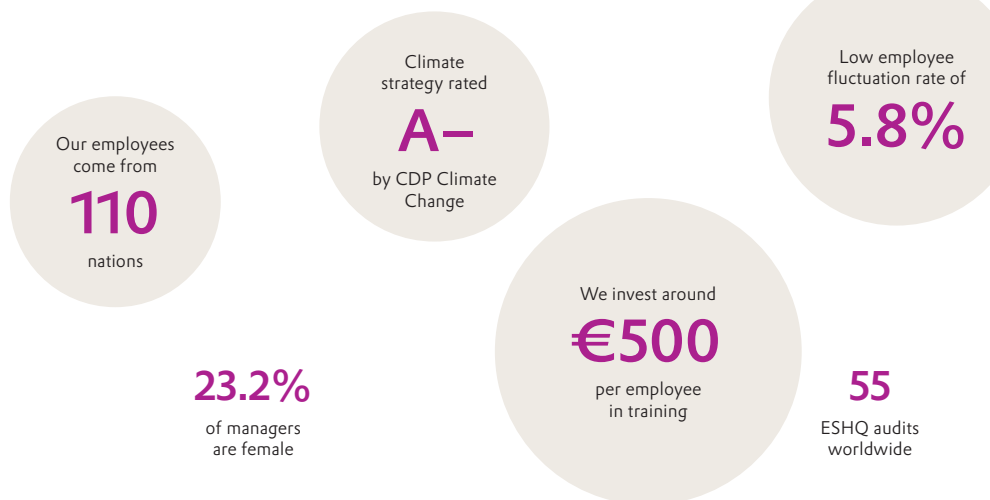 Our employees
come from
110
nations
Climate
strategy rated
A–
by CDP Climate
Change
Low employee
fluctuation rate of
5.8%
23.2%
of managers
are female
We invest around
€500
per employee
in training
55
ESHQ audits
worldwide